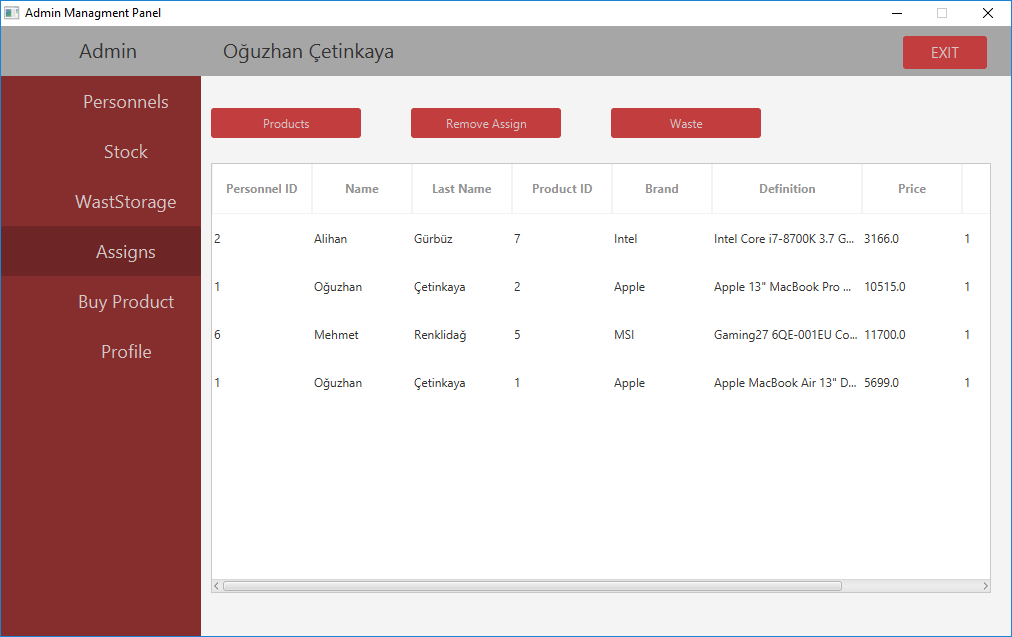 Admin Managment Panel
Admin Oğuzhan Çetinkaya EXIT
Personnels
Stock
WastStorage
Assigns
Buy Product
Profile
Products Remove Assign Waste
Personnel ID Name Last Name Product ID Brand Definition Price
2 Alihan Gürbüz 7 Intel Intel Core i7-8700K 3.7 G... 3166.0 1
1 Oğuzhan Çetinkaya 2 Apple Apple 13" MacBook Pro ... 10515.0 1
6 Mehmet Renklidağ 5 MSI Gaming27 6QE-001EU Co... 11700.0 1
1 Oğuzhan Çetinkaya 1 Apple Apple MacBook Air 13" D... 5699.0 1